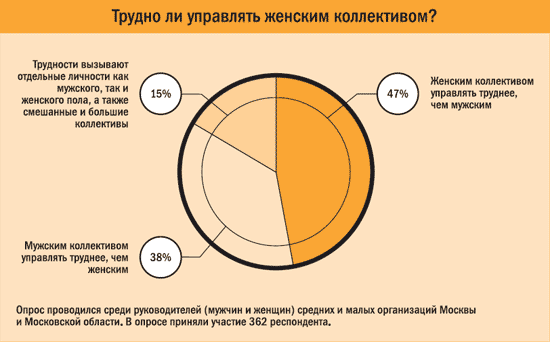 Трудно ли управлять женским коллективом?
Трудности вызывают
отдельные личности как
мужского, так и
женского пола, а также
смешанные и большие
коллективы
15%
47%
Женским коллективом
управлять труднее,
чем мужским
Мужским коллективом
управлять труднее, чем
женским
38%
Опрос проводился среди руководителей (мужчин и женщин) средних и малых организаций Москвы
и Московской области. В опросе приняли участие 362 респондента.